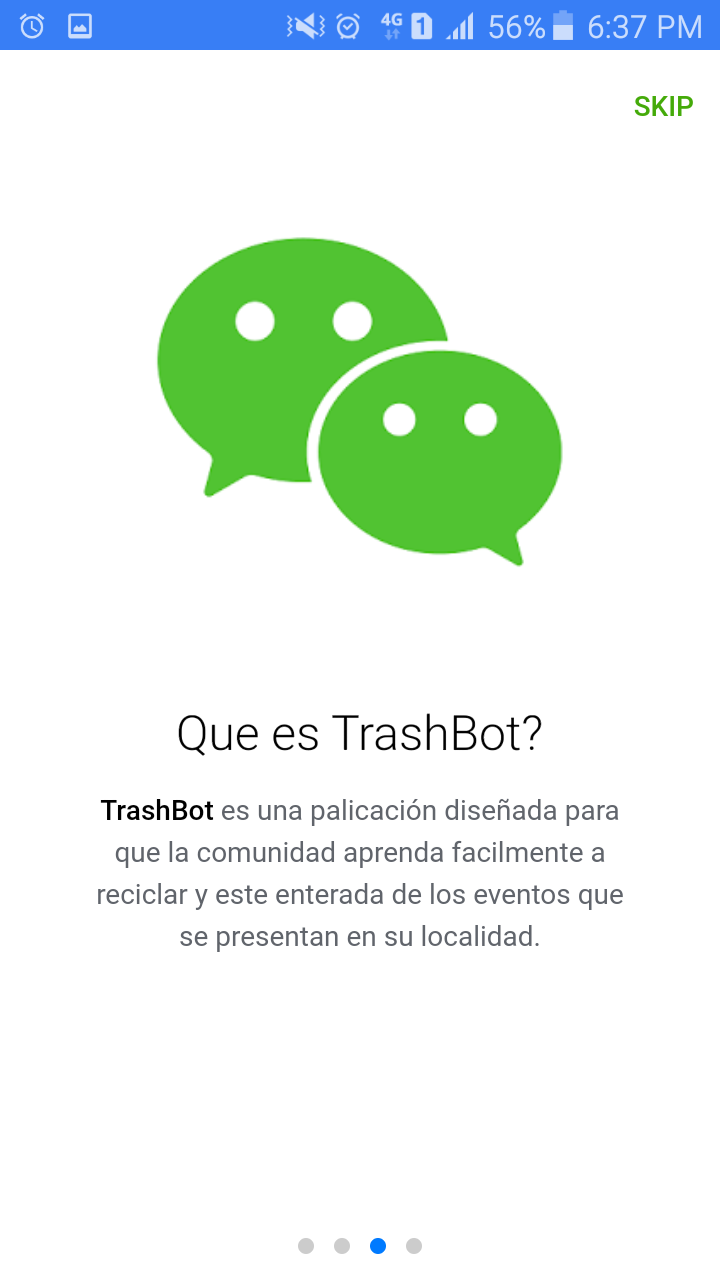 4G 1 56% 6:37 PM
SKIP
Que es TrashBot?
TrashBot es una palicación diseñada para
que la comunidad aprenda facilmente a
reciclar y este enterada de los eventos que
se presentan en su localidad.